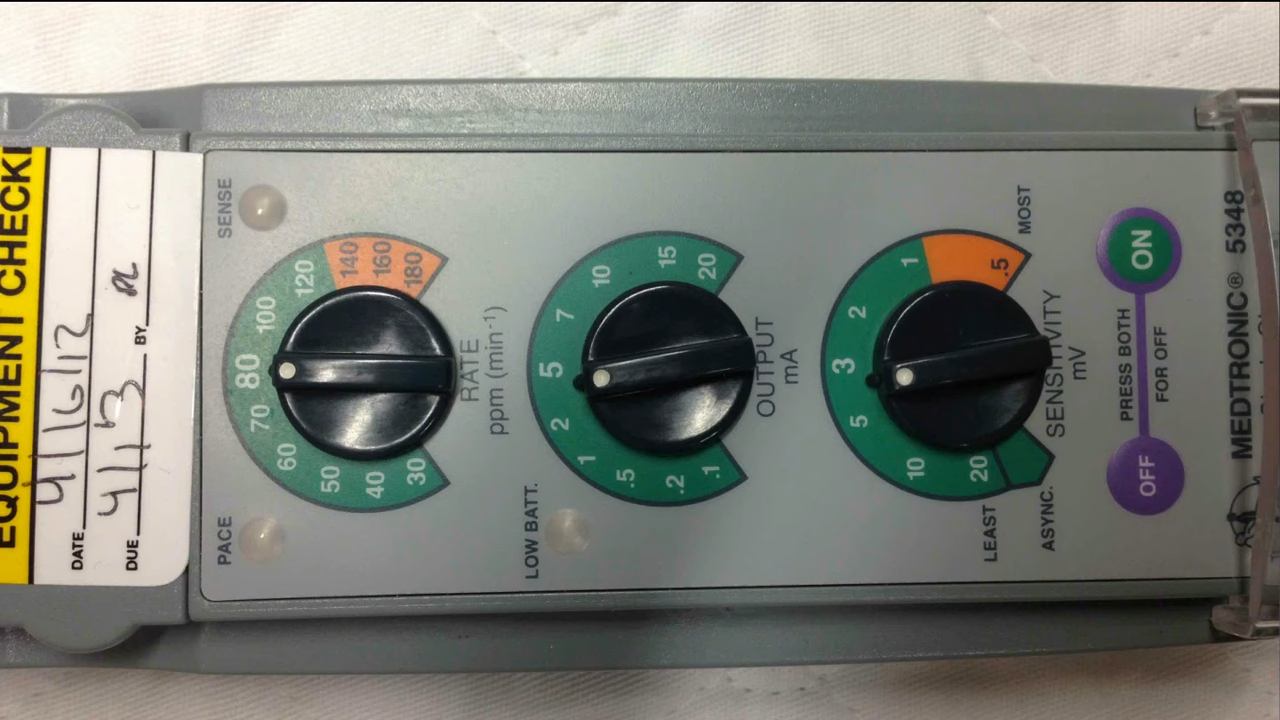 EQUIPMENT CHECK
DATE 4/16/12
DUE 4/13 BY
PACE
SENSE
30 40 50 60 70 80 100 120 140 160 180
RATE
ppm (min⁻¹)
LOW BATT.
.1 .2 .5 1 2 5 7 10 15 20
OUTPUT
mA
20 10 5 3 2 1 .5
LEAST
MOST
ASYNC.
SENSITIVITY
mV
OFF
PRESS BOTH
FOR OFF
ON
MEDTRONIC® 5348